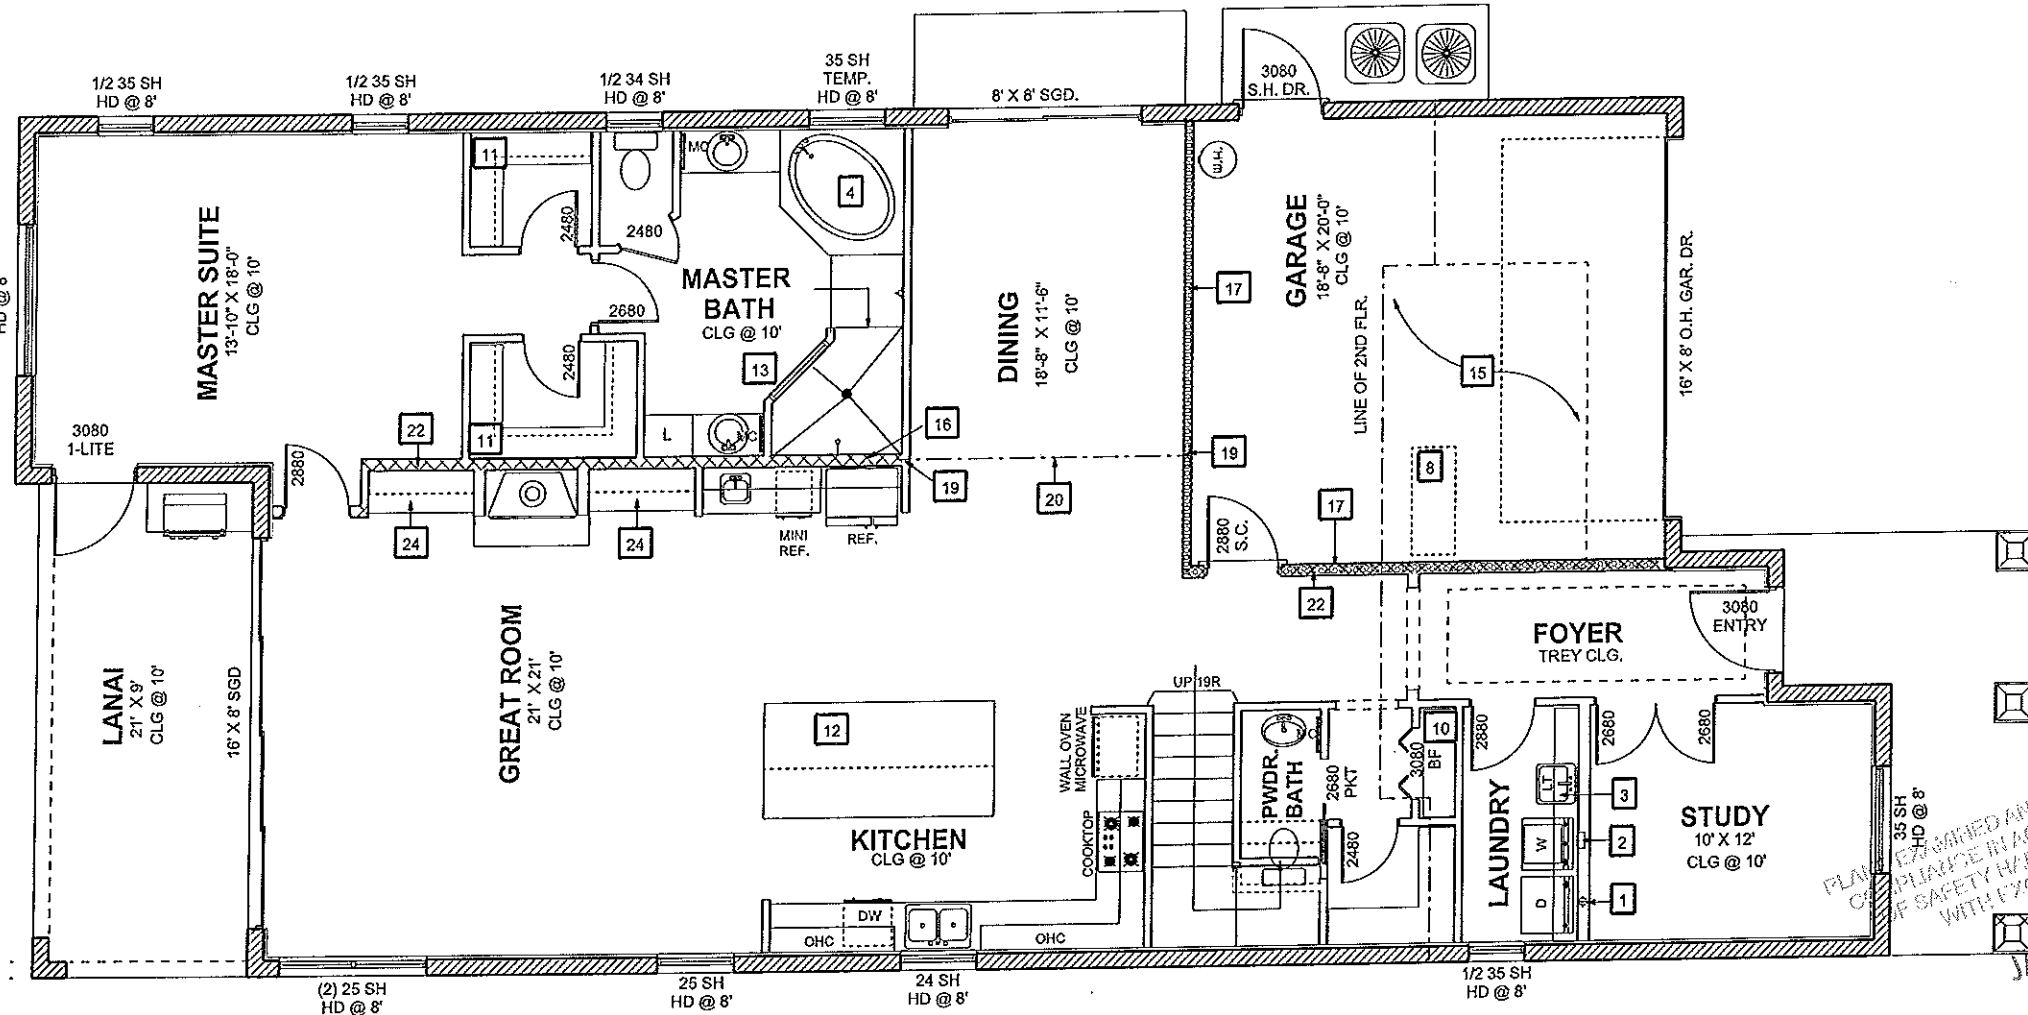 1/2 35 SH
HD @ 8'
1/2 35 SH
HD @ 8'
1/2 34 SH
HD @ 8'
35 SH
TEMP.
HD @ 8'
8' X 8' SGD.
3080
S.H. DR.
HD @ 8'
MASTER SUITE
13'-10" X 18'-0"
CLG @ 10'
11
2480
2480
MC
4
MASTER
BATH
CLG @ 10'
2680
2480
11
13
L
16
DINING
18'-8" X 11'-6"
CLG @ 10'
W.H.
GARAGE
18'-8" X 20'-0"
CLG @ 10'
17
LINE OF 2ND FLR.
15
16' X 8' O.H. GAR. DR.
8
19
19
20
17
22
2880
S.C.
3080
1-LITE
2880
22
24
24
MINI
REF.
REF.
LANAI
21' X 9'
CLG @ 10'
16' X 8' SGD
GREAT ROOM
21' X 21'
CLG @ 10'
12
KITCHEN
CLG @ 10'
WALL OVEN
MICROWAVE
COOKTOP
DW
OHC
OHC
UP 19R
PWDR.
BATH
2680
PKT
3080
BF
10
2480
FOYER
TREY CLG.
3080
ENTRY
2880
LAUNDRY
LT
W
D
3
2
1
2680
2680
STUDY
10' X 12'
CLG @ 10'
35 SH
HD @ 8'
EXAMINED
OF SAFETY
WITH
(2) 25 SH
HD @ 8'
25 SH
HD @ 8'
24 SH
HD @ 8'
1/2 35 SH
HD @ 8'